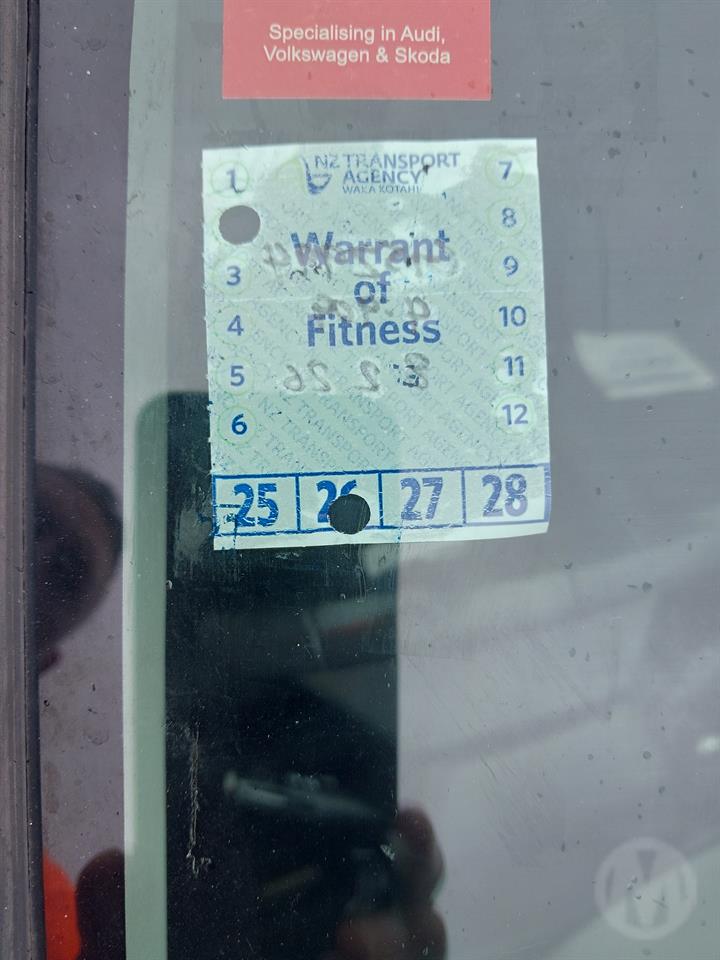 Specialising in Audi,
Volkswagen & Skoda
NZ TRANSPORT
AGENCY
WAKA KOTAHI
1
7
8
Warrant
of
Fitness
3
9
4
10
5
11
6
12
8 2 26
25 26 27 28